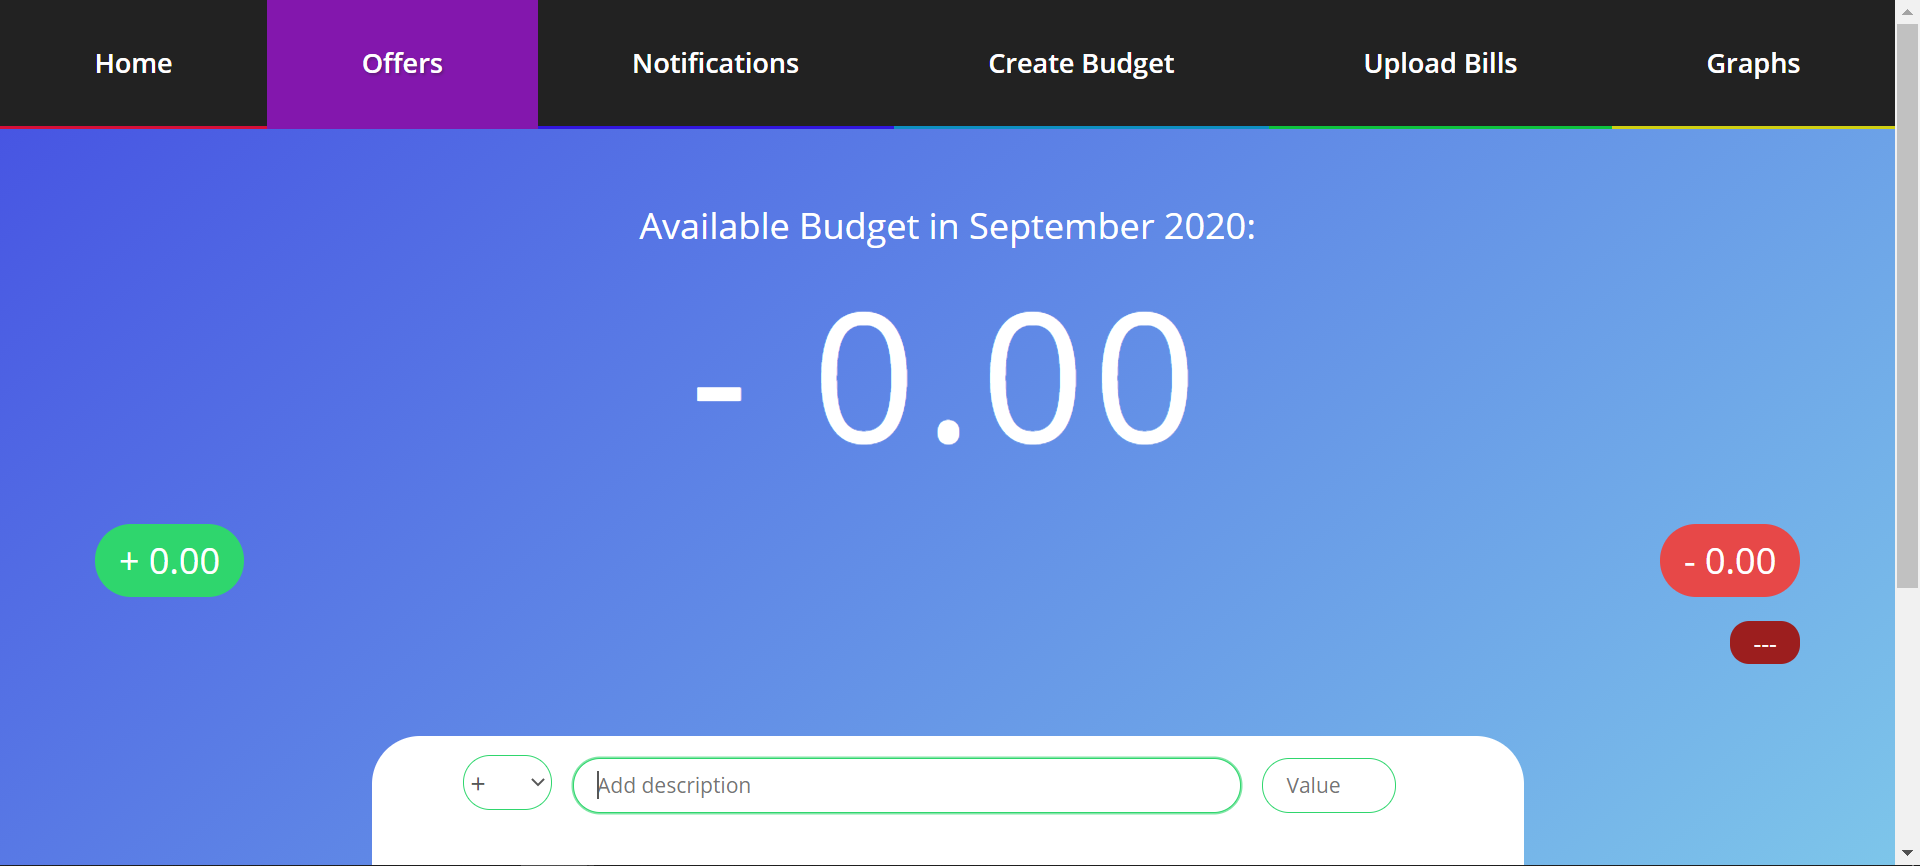 Home Offers Notifications Create Budget Upload Bills Graphs
Available Budget in September 2020:
- 0.00
+ 0.00 - 0.00
---
+ Add description Value